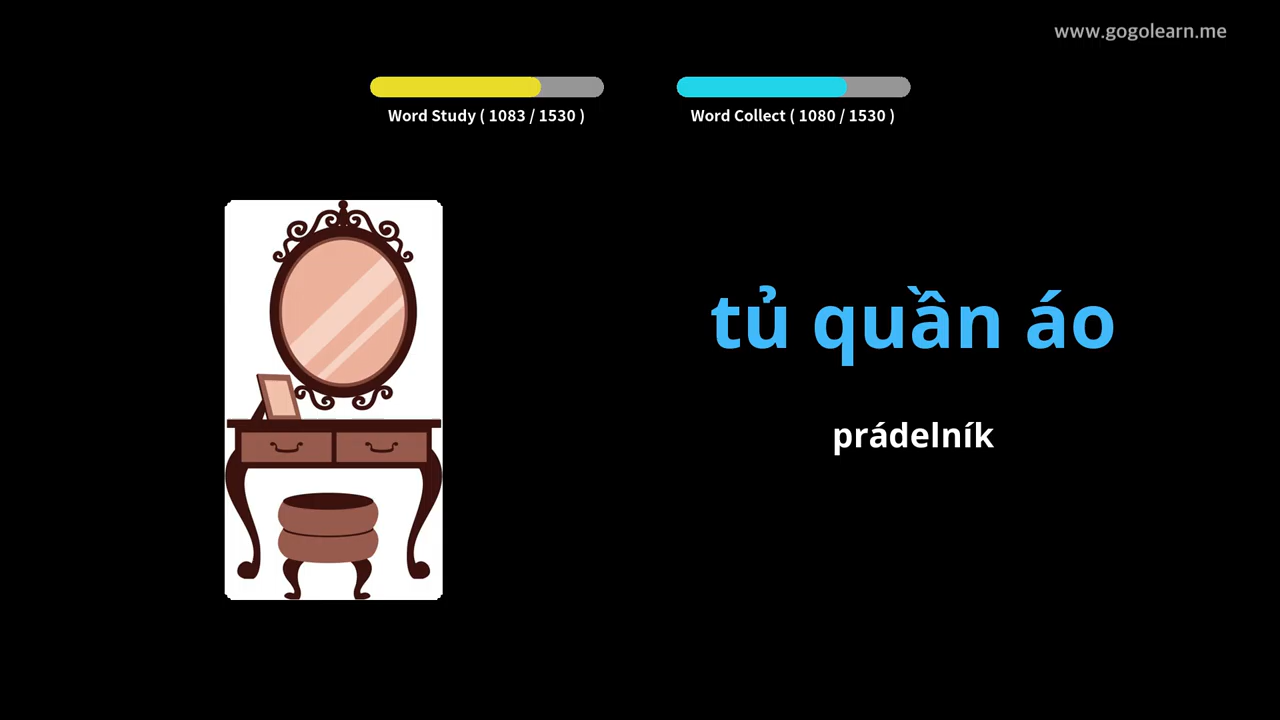 www.gogolearn.me
Word Study ( 1083 / 1530 )
Word Collect ( 1080 / 1530 )
tủ quần áo
prádelník